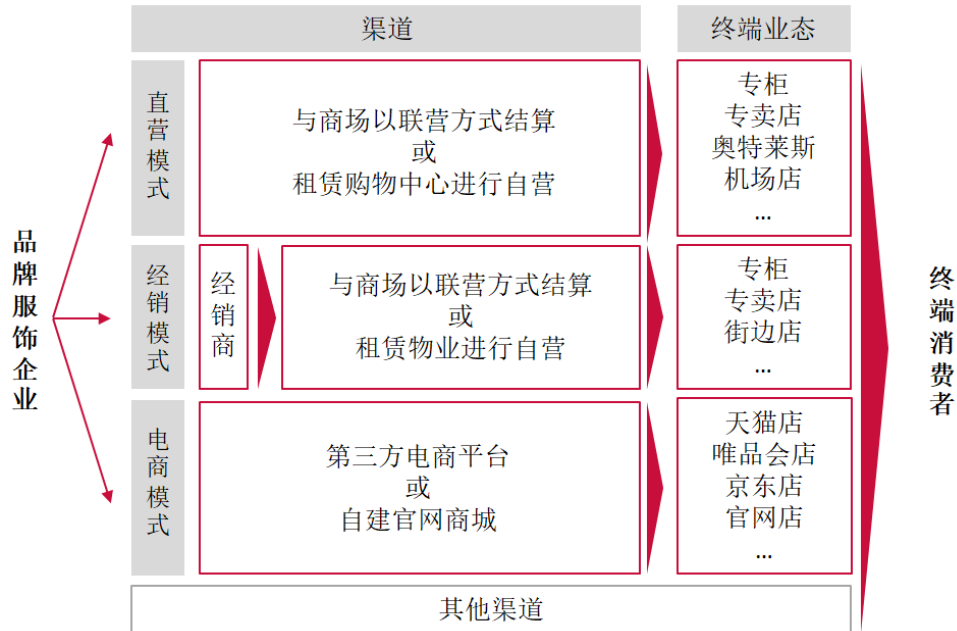 渠道
终端业态
品牌服饰企业
直营模式
与商场以联营方式结算
或
租赁购物中心进行自营
专柜
专卖店
奥特莱斯
机场店
...
经销模式
经销商
与商场以联营方式结算
或
租赁物业进行自营
专柜
专卖店
街边店
...
电商模式
第三方电商平台
或
自建官网商城
天猫店
唯品会店
京东店
官网店
...
其他渠道
终端消费者